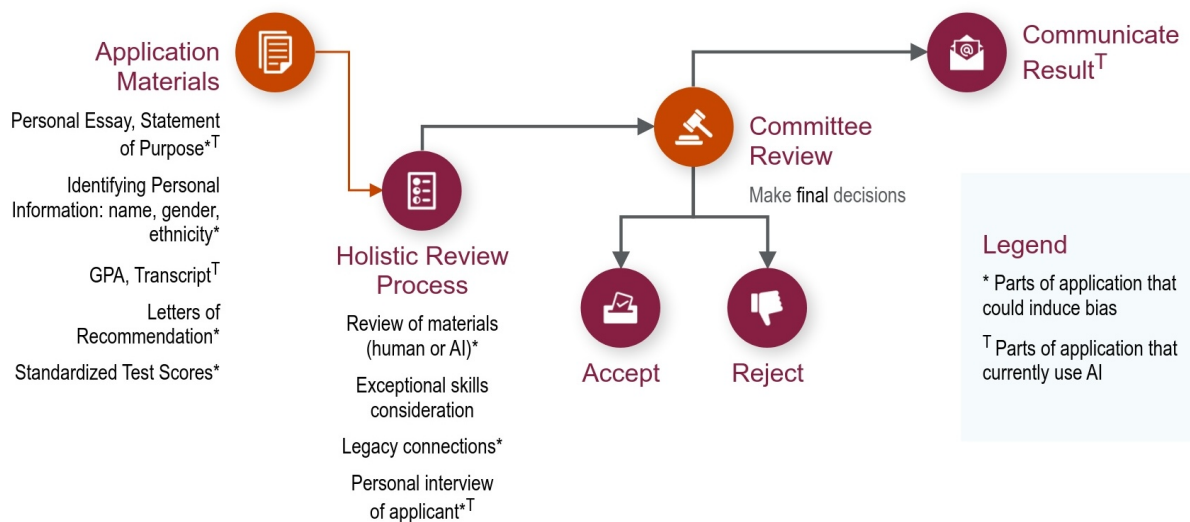 Application
Materials
Personal Essay, Statement
of Purpose*ᵀ
Identifying Personal
Information: name, gender,
ethnicity*
GPA, Transcriptᵀ
Letters of
Recommendation*
Standardized Test Scores*
Holistic Review
Process
Review of materials
(human or AI)*
Exceptional skills
consideration
Legacy connections*
Personal interview
of applicant*ᵀ
Committee
Review
Make final decisions
Accept
Reject
Communicate
Resultᵀ
Legend
* Parts of application that
could induce bias
ᵀ Parts of application that
currently use AI